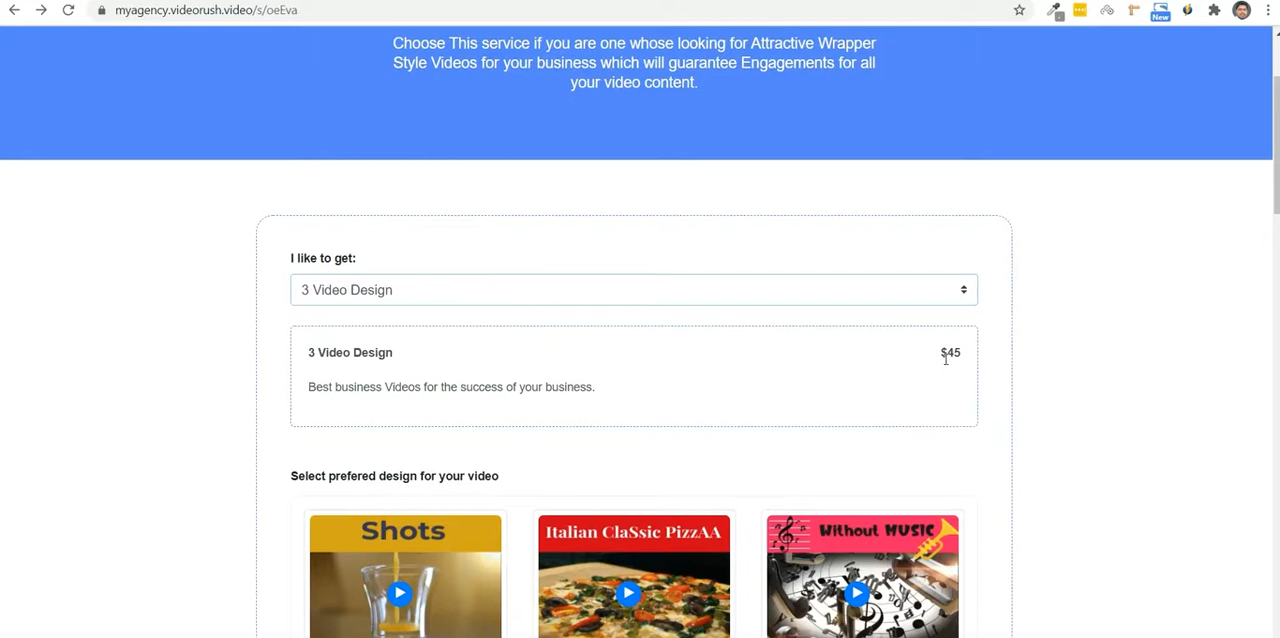 myagency.videorush.video/s/oeEva
New
Choose This service if you are one whose looking for Attractive Wrapper
Style Videos for your business which will guarantee Engagements for all
your video content.
I like to get:
3 Video Design
3 Video Design $45
Best business Videos for the success of your business.
Select prefered design for your video
Shots Italian ClaSsic PizzAA Without MUSIC